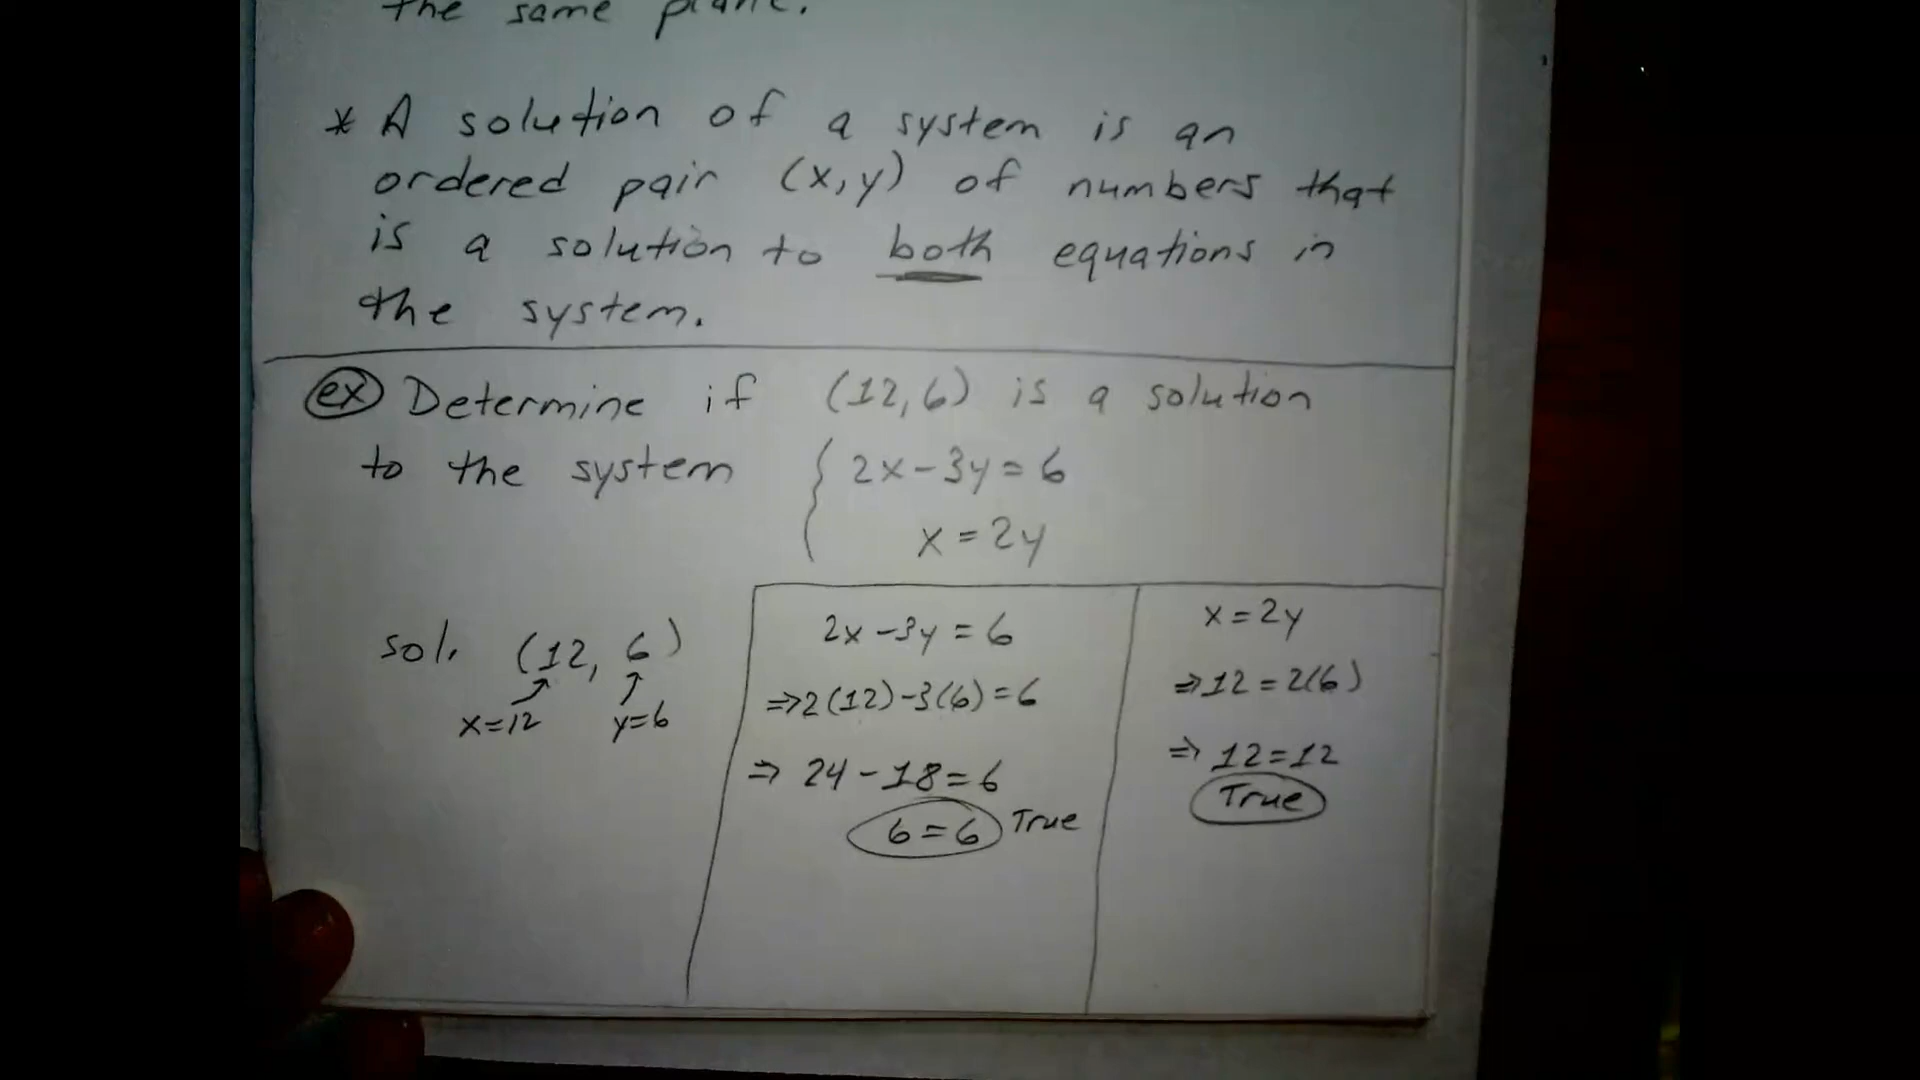 the same plane.
* A solution of a system is an
ordered pair (x,y) of numbers that
is a solution to both equations in
the system.
ex Determine if (12,6) is a solution
to the system { 2x-3y=6
x=2y
sol. (12, 6)
x=12 y=6
2x-3y=6
⇒2(12)-3(6)=6
⇒ 24-18=6
6=6 True
x=2y
⇒12=2(6)
⇒ 12=12
True